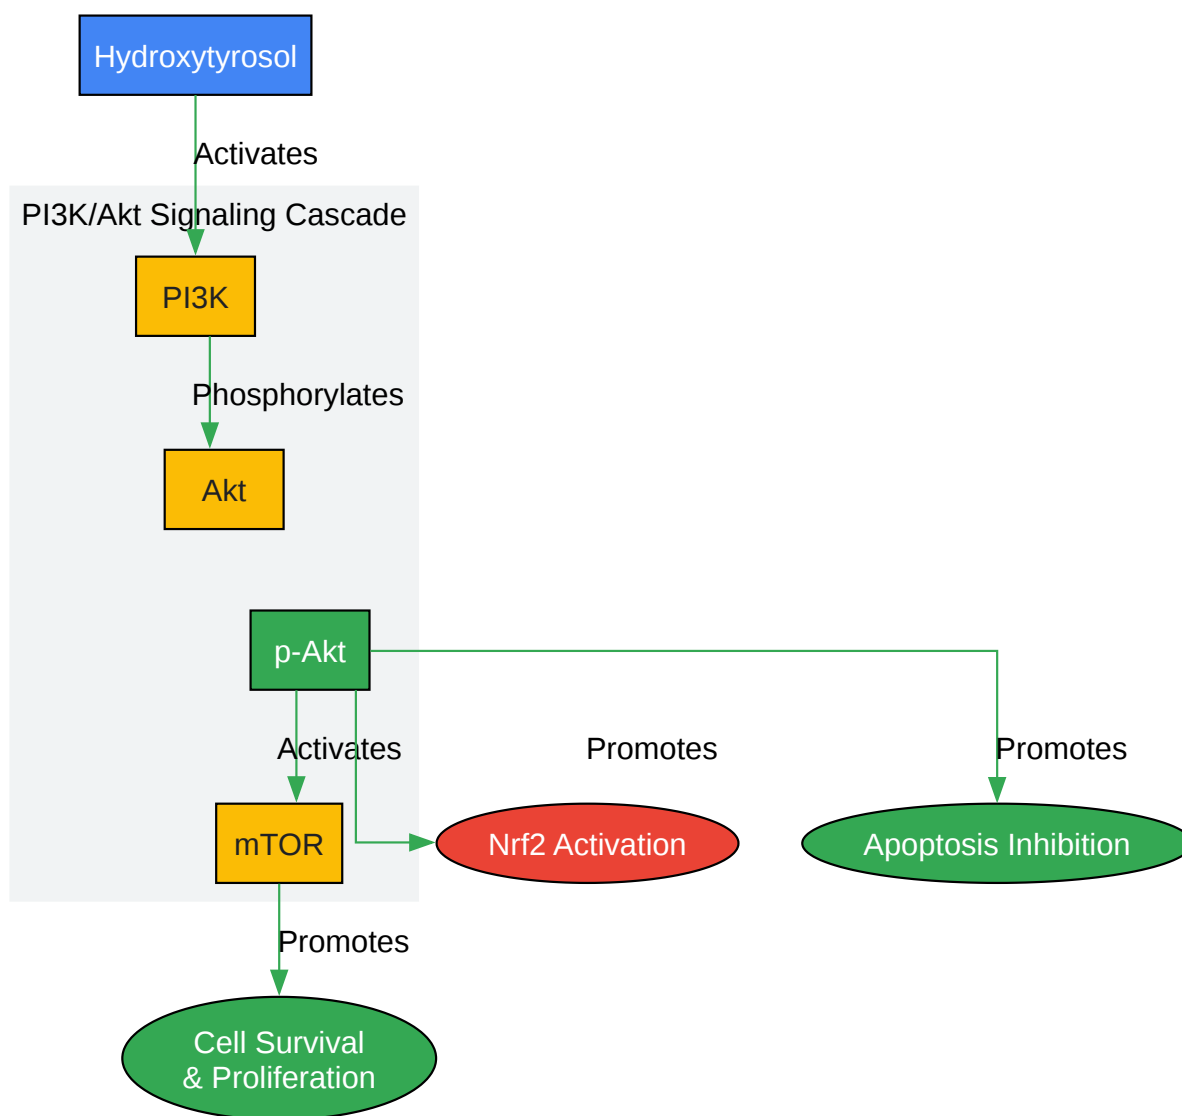 Hydroxytyrosol
Activates
PI3K/Akt Signaling Cascade
PI3K
Phosphorylates
Akt
p-Akt
Activates
Promotes
Promotes
mTOR
Nrf2 Activation
Apoptosis Inhibition
Promotes
Cell Survival
& Proliferation